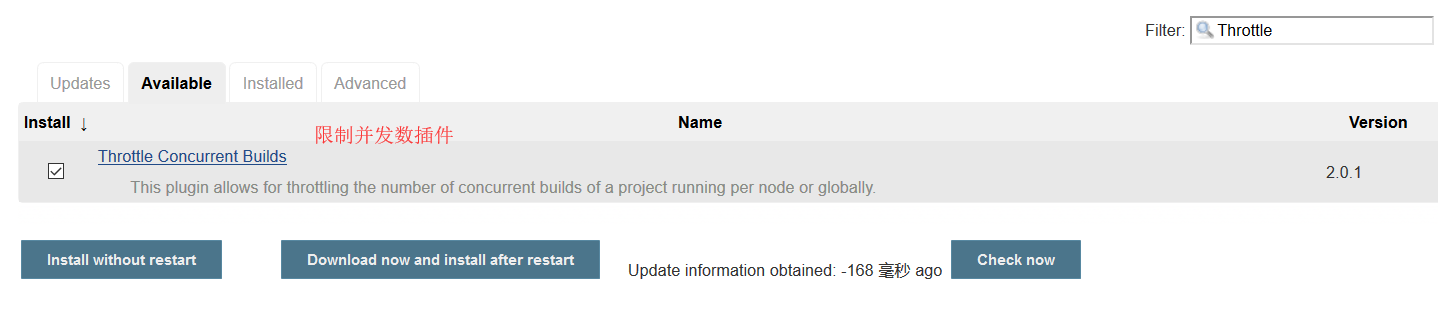 Filter: Throttle
Updates Available Installed Advanced
Install ↓ Name Version
限制并发数插件
Throttle Concurrent Builds
This plugin allows for throttling the number of concurrent builds of a project running per node or globally.
2.0.1
Install without restart Download now and install after restart Update information obtained: -168 毫秒 ago Check now